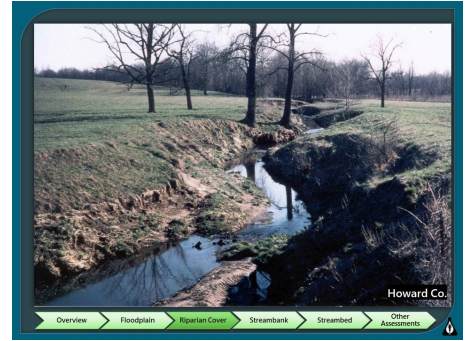 Howard Co.
Overview
Floodplain
Riparian Cover
Streambank
Streambed
Other
Assessments